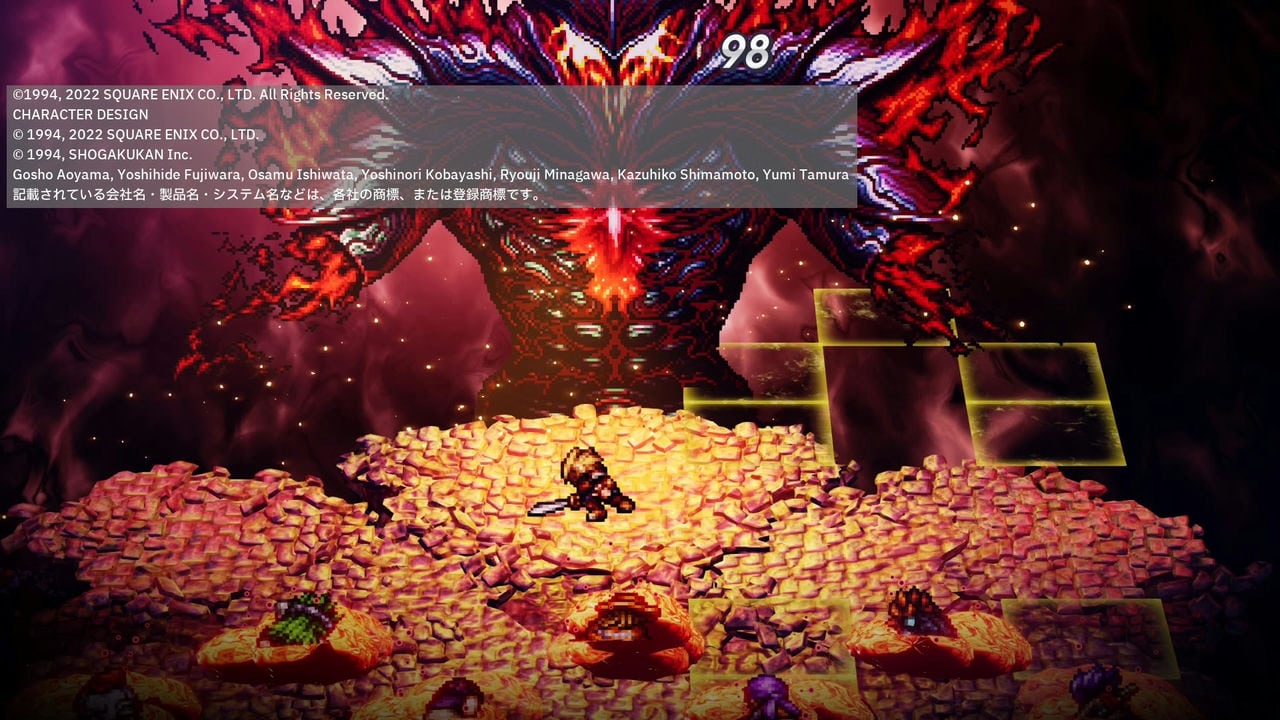 98
©1994, 2022 SQUARE ENIX CO., LTD. All Rights Reserved.
CHARACTER DESIGN
© 1994, 2022 SQUARE ENIX CO., LTD.
© 1994, SHOGAKUKAN Inc.
Gosho Aoyama, Yoshihide Fujiwara, Osamu Ishiwata, Yoshinori Kobayashi, Ryouji Minagawa, Kazuhiko Shimamoto, Yumi Tamura
記載されている会社名・製品名・システム名などは、各社の商標、または登録商標です。